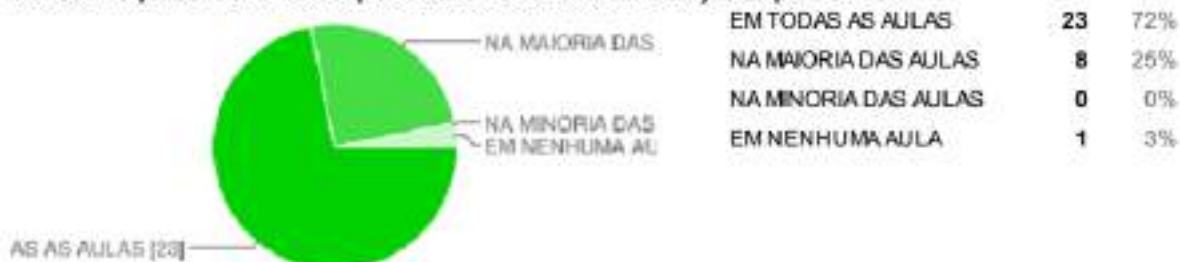 NA MAIORIA DAS
NA MINORIA DAS
EM NENHUMA AU
AS AS AULAS [23]
EM TODAS AS AULAS 23 72%
NA MAIORIA DAS AULAS 8 25%
NA MINORIA DAS AULAS 0 0%
EM NENHUMA AULA 1 3%